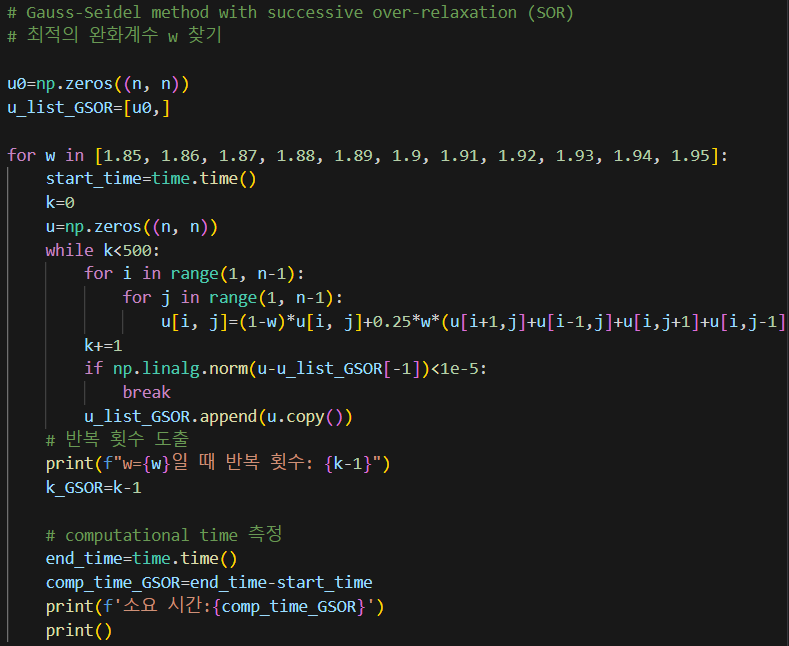 # Gauss-Seidel method with successive over-relaxation (SOR)
# 최적의 완화계수 w 찾기

u0=np.zeros((n, n))
u_list_GSOR=[u0,]

for w in [1.85, 1.86, 1.87, 1.88, 1.89, 1.9, 1.91, 1.92, 1.93, 1.94, 1.95]:
    start_time=time.time()
    k=0
    u=np.zeros((n, n))
    while k<500:
        for i in range(1, n-1):
            for j in range(1, n-1):
                u[i, j]=(1-w)*u[i, j]+0.25*w*(u[i+1,j]+u[i-1,j]+u[i,j+1]+u[i,j-1]
        k+=1
        if np.linalg.norm(u-u_list_GSOR[-1])<1e-5:
            break
        u_list_GSOR.append(u.copy())
    # 반복 횟수 도출
    print(f"w={w}일 때 반복 횟수: {k-1}")
    k_GSOR=k-1

    # computational time 측정
    end_time=time.time()
    comp_time_GSOR=end_time-start_time
    print(f'소요 시간:{comp_time_GSOR}')
    print()